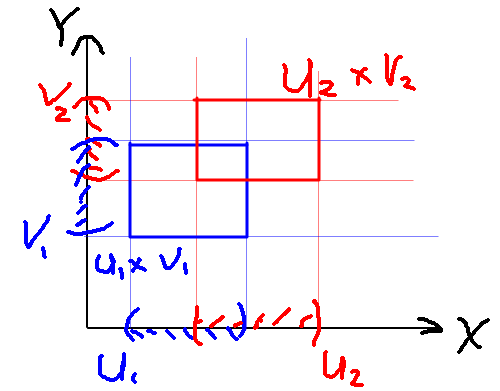 Y
U₂ × V₂
V₂
V₁
U₁ × V₁
X
U₁
U₂